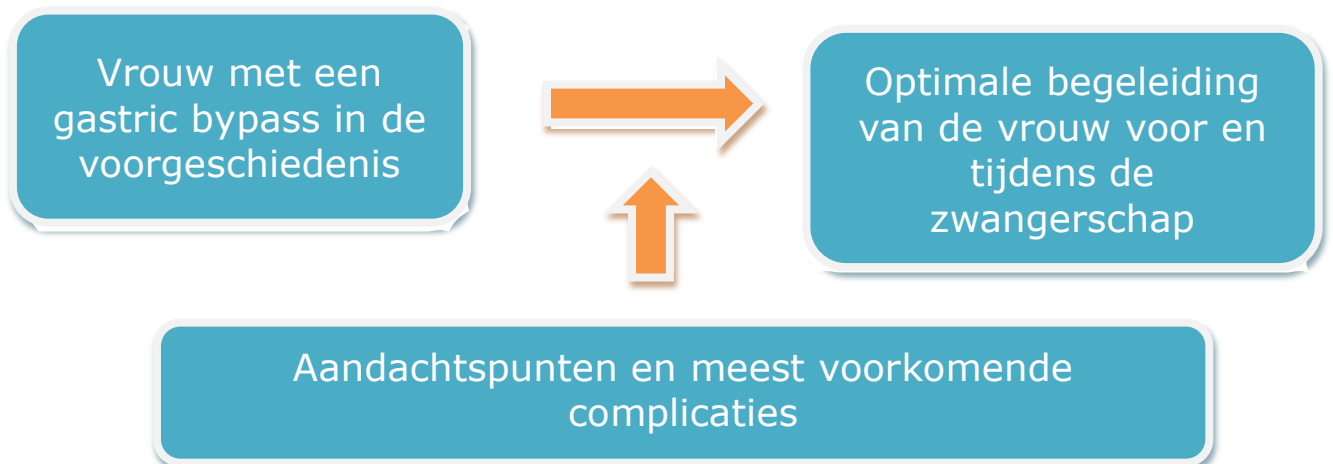 Vrouw met een
gastric bypass in de
voorgeschiedenis
Optimale begeleiding
van de vrouw voor en
tijdens de
zwangerschap
Aandachtspunten en meest voorkomende
complicaties